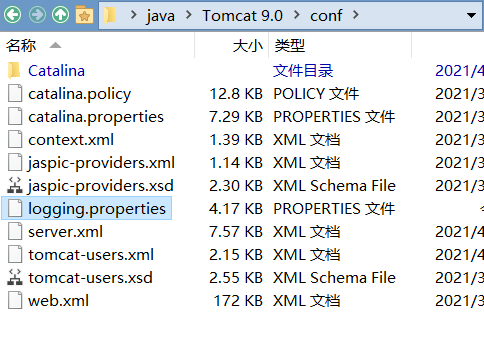 java Tomcat 9.0 conf
名称 大小 类型
Catalina 文件目录 2021/4
catalina.policy 12.8 KB POLICY 文件 2021/3
catalina.properties 7.29 KB PROPERTIES 文件 2021/3
context.xml 1.39 KB XML 文档 2021/3
jaspic-providers.xml 1.14 KB XML 文档 2021/3
jaspic-providers.xsd 2.30 KB XML Schema File 2021/3
logging.properties 4.17 KB PROPERTIES 文件
server.xml 7.57 KB XML 文档 2021/4
tomcat-users.xml 2.15 KB XML 文档 2021/4
tomcat-users.xsd 2.55 KB XML Schema File 2021/3
web.xml 172 KB XML 文档 2021/3